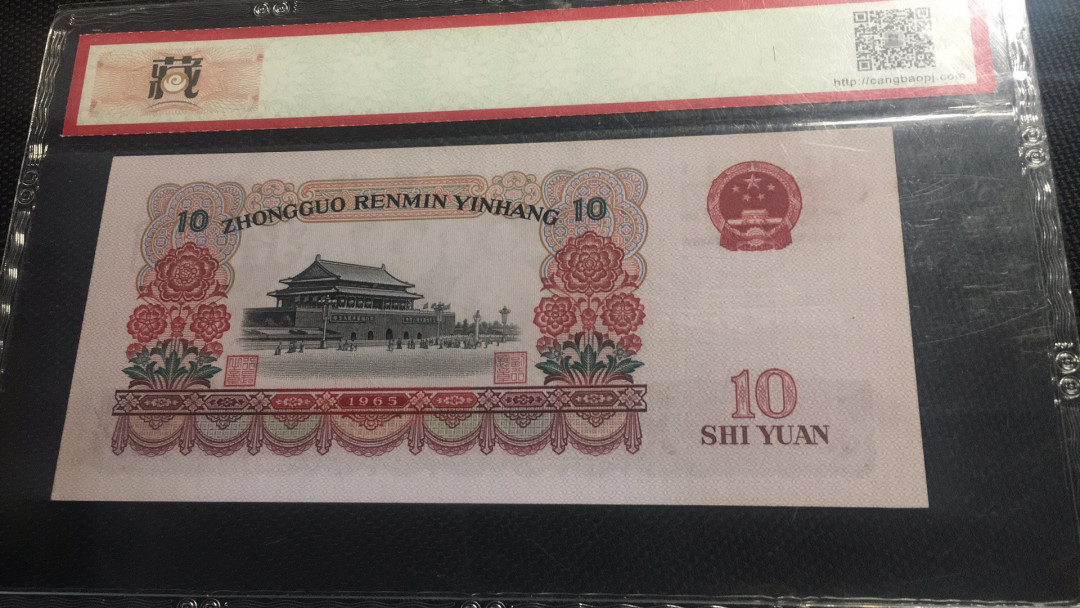 藏
http://cangbaopj.com
10 ZHONGGUO RENMIN YINHANG 10
1965
10
SHI YUAN